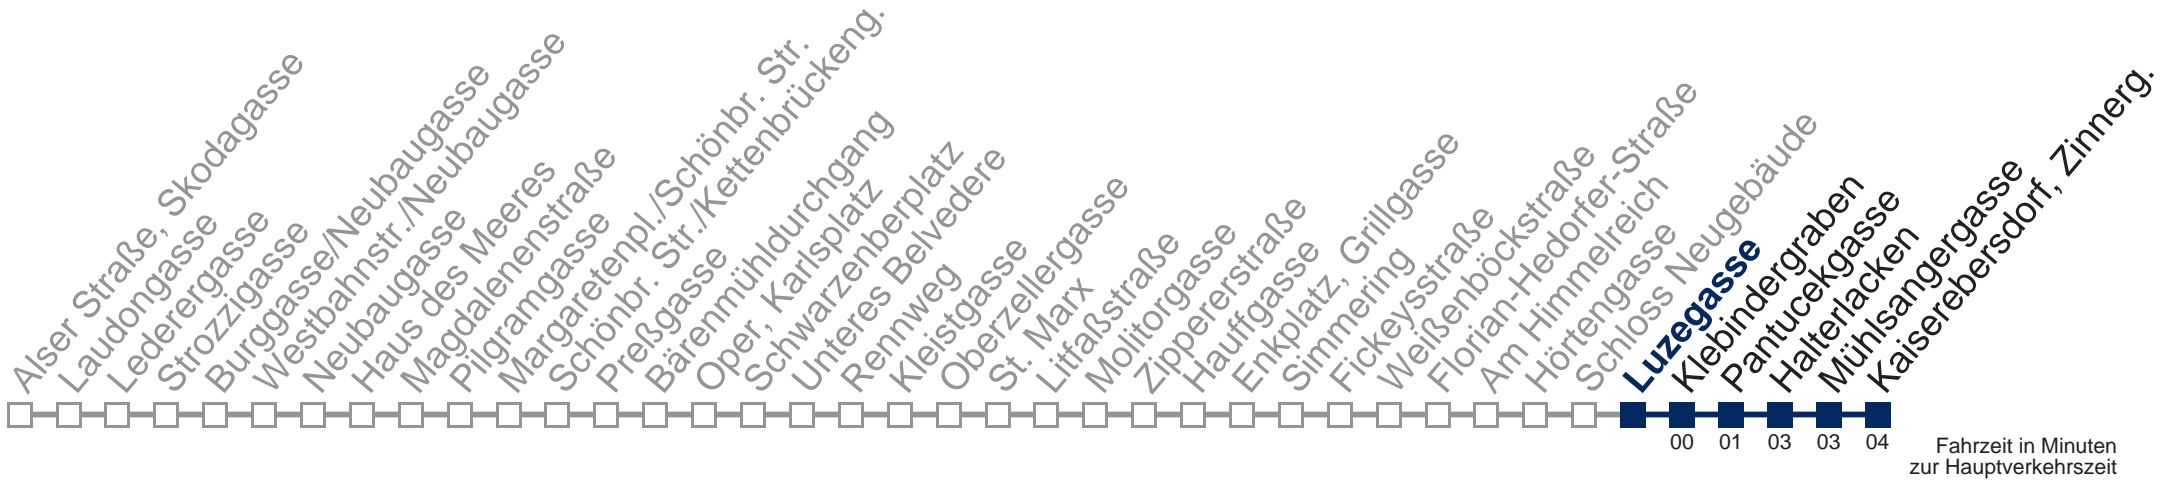 Alser Straße, Skodagasse
Laudongasse
Lederergasse
Strozzigasse
Burggasse/Neubaugasse
Westbahnstr./Neubaugasse
Neubaugasse
Haus des Meeres
Magdalenenstraße
Pilgramgasse
Margaretenpl./Schönbr. Str.
Schönbr. Str./Kettenbrückeng.
Preßgasse
Bärenmühldurchgang
Oper, Karlsplatz
Schwarzenbergplatz
Unteres Belvedere
Rennweg
Kleistgasse
Oberzellergasse
St. Marx
Litfaßstraße
Molitorgasse
Zippererstraße
Hauffgasse
Enkplatz, Grillgasse
Simmering
Fickeysstraße
Weißenböckstraße
Florian-Hedorfer-Straße
Am Himmelreich
Hörtengasse
Schloss Neugebäude
Luzegasse
Klebindergraben
Pantucekgasse
Halterlacken
Mühlsangergasse
Kaiserebersdorf, Zinnerg.
00 01 03 03 04
Fahrzeit in Minuten
zur Hauptverkehrszeit